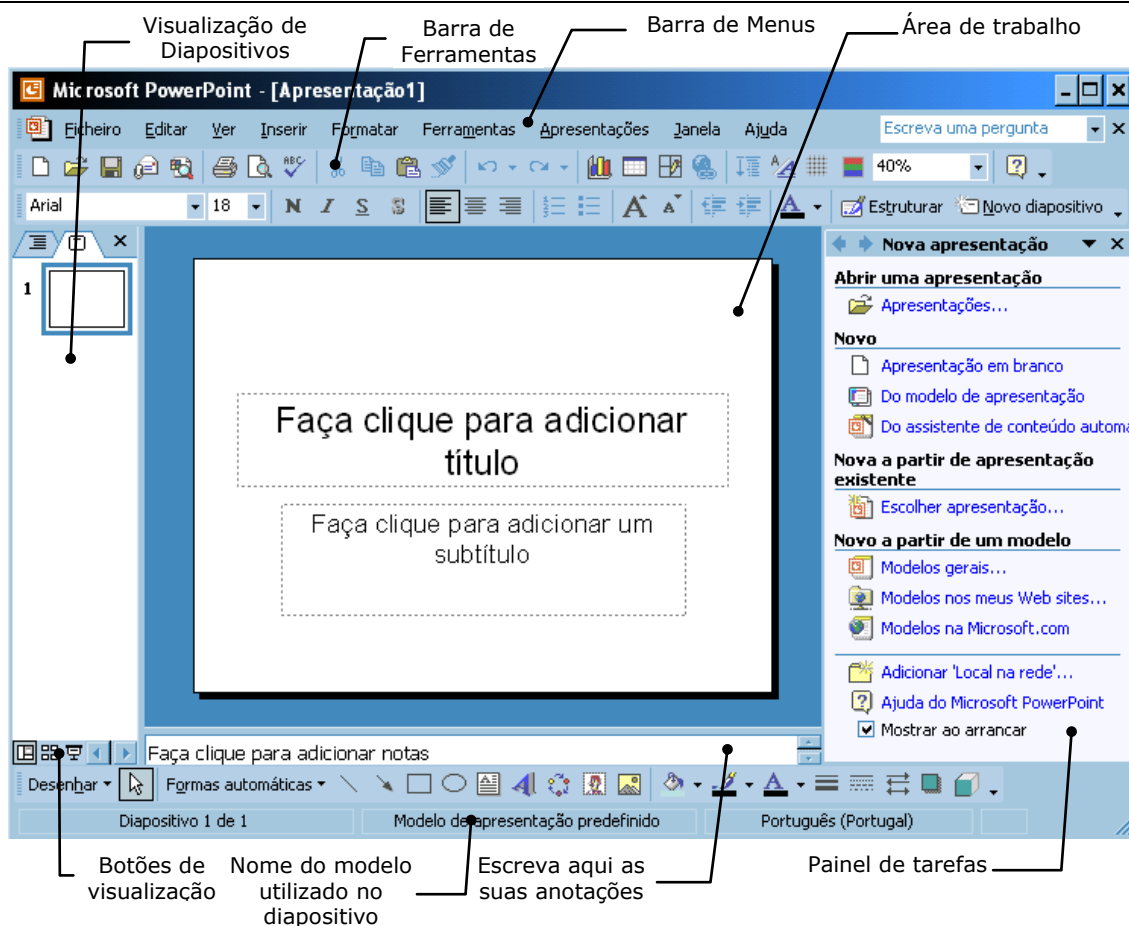 Visualização de
Diapositivos
Barra de
Ferramentas
Barra de Menus
Área de trabalho
Microsoft PowerPoint - [Apresentação1]
Ficheiro Editar Ver Inserir Formatar Ferramentas Apresentações Janela Ajuda Escreva uma pergunta
ABC 40%
Arial 18 N I S S A A A Estruturar Novo diapositivo
Nova apresentação
1
Abrir uma apresentação
Apresentações...
Novo
Apresentação em branco
Do modelo de apresentação
Do assistente de conteúdo automá
Nova a partir de apresentação
existente
Escolher apresentação...
Novo a partir de um modelo
Modelos gerais...
Modelos nos meus Web sites...
Modelos na Microsoft.com
Adicionar 'Local na rede'...
Ajuda do Microsoft PowerPoint
Mostrar ao arrancar
Faça clique para adicionar
título
Faça clique para adicionar um
subtítulo
Faça clique para adicionar notas
Desenhar Formas automáticas
Diapositivo 1 de 1 Modelo de apresentação predefinido Português (Portugal)
Botões de
visualização
Nome do modelo
utilizado no
diapositivo
Escreva aqui as
suas anotações
Painel de tarefas